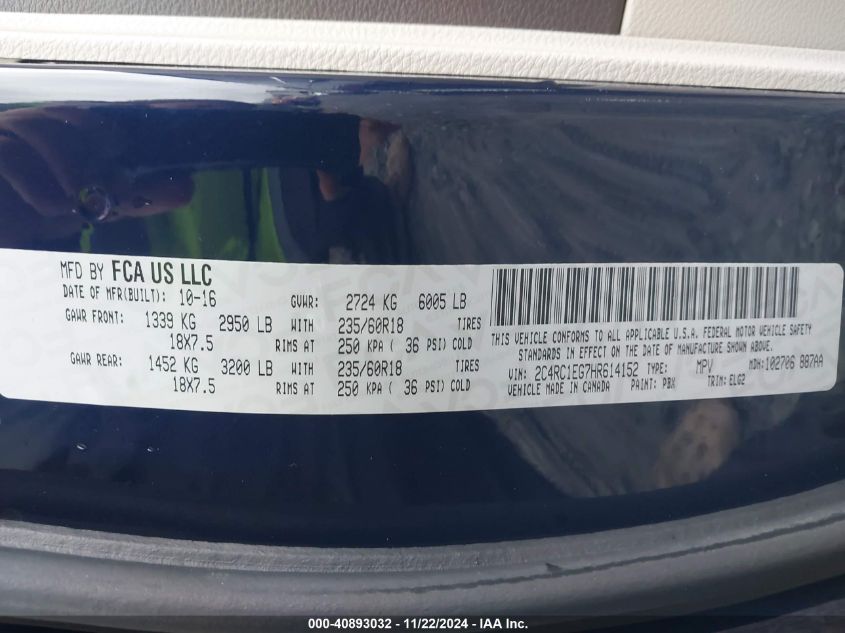 MFD BY FCA US LLC
DATE OF MFR(BUILT): 10-16 GVWR: 2724 KG 6005 LB
GAWR FRONT: 1339 KG 2950 LB WITH 235/60R18 TIRES
18X7.5 RIMS AT 250 KPA ( 36 PSI) COLD
GAWR REAR: 1452 KG 3200 LB WITH 235/60R18 TIRES
18X7.5 RIMS AT 250 KPA ( 36 PSI) COLD
THIS VEHICLE CONFORMS TO ALL APPLICABLE U.S.A. FEDERAL MOTOR VEHICLE SAFETY
STANDARDS IN EFFECT ON THE DATE OF MANUFACTURE SHOWN ABOVE.
VIN: 2C4RC1EG7HR614152 TYPE: MPV MDH:102706 887AA
VEHICLE MADE IN CANADA PAINT: PBX TRIM: ELG2
000-40893032 - 11/22/2024 - IAA Inc.